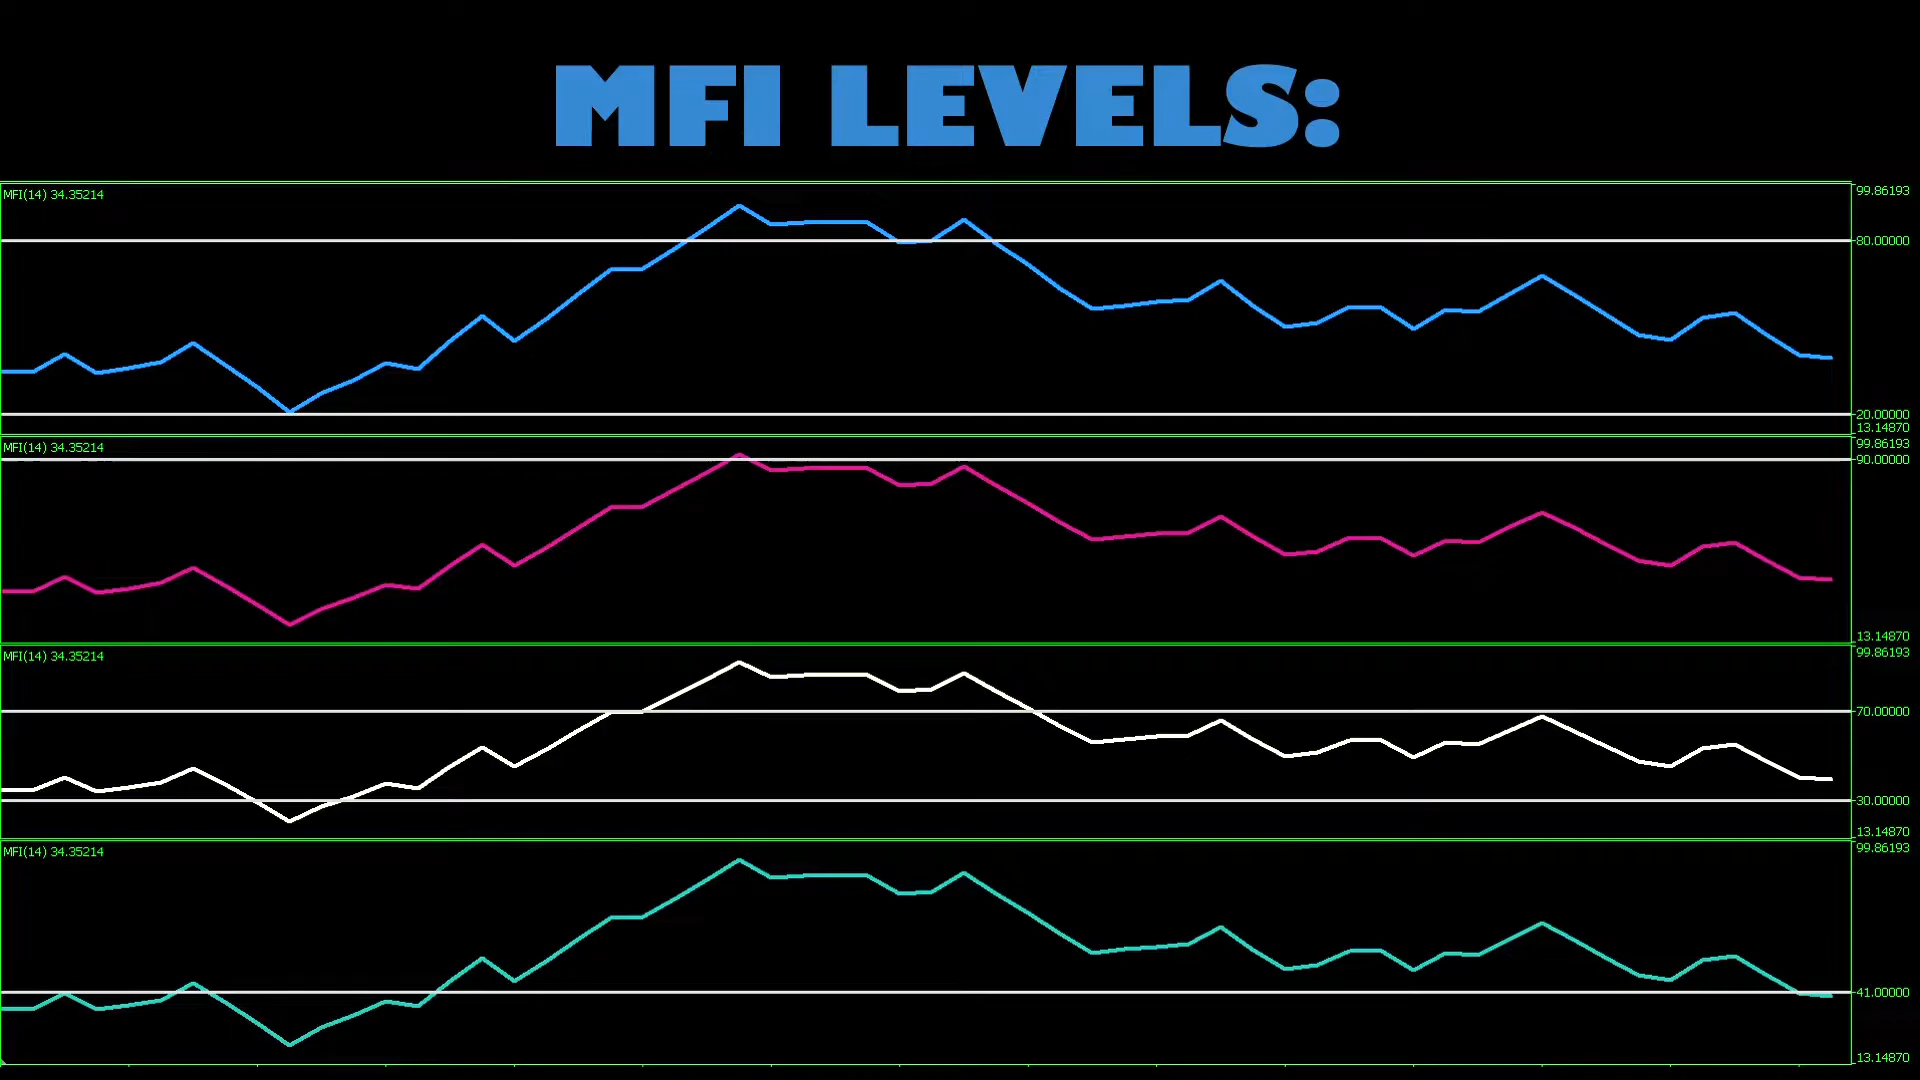 MFI LEVELS:
MFI(14) 34.35214
99.86193
80.00000
20.00000
13.14870
MFI(14) 34.35214
99.86193
90.00000
13.14870
MFI(14) 34.35214
99.86193
70.00000
30.00000
13.14870
MFI(14) 34.35214
99.86193
41.00000
13.14870